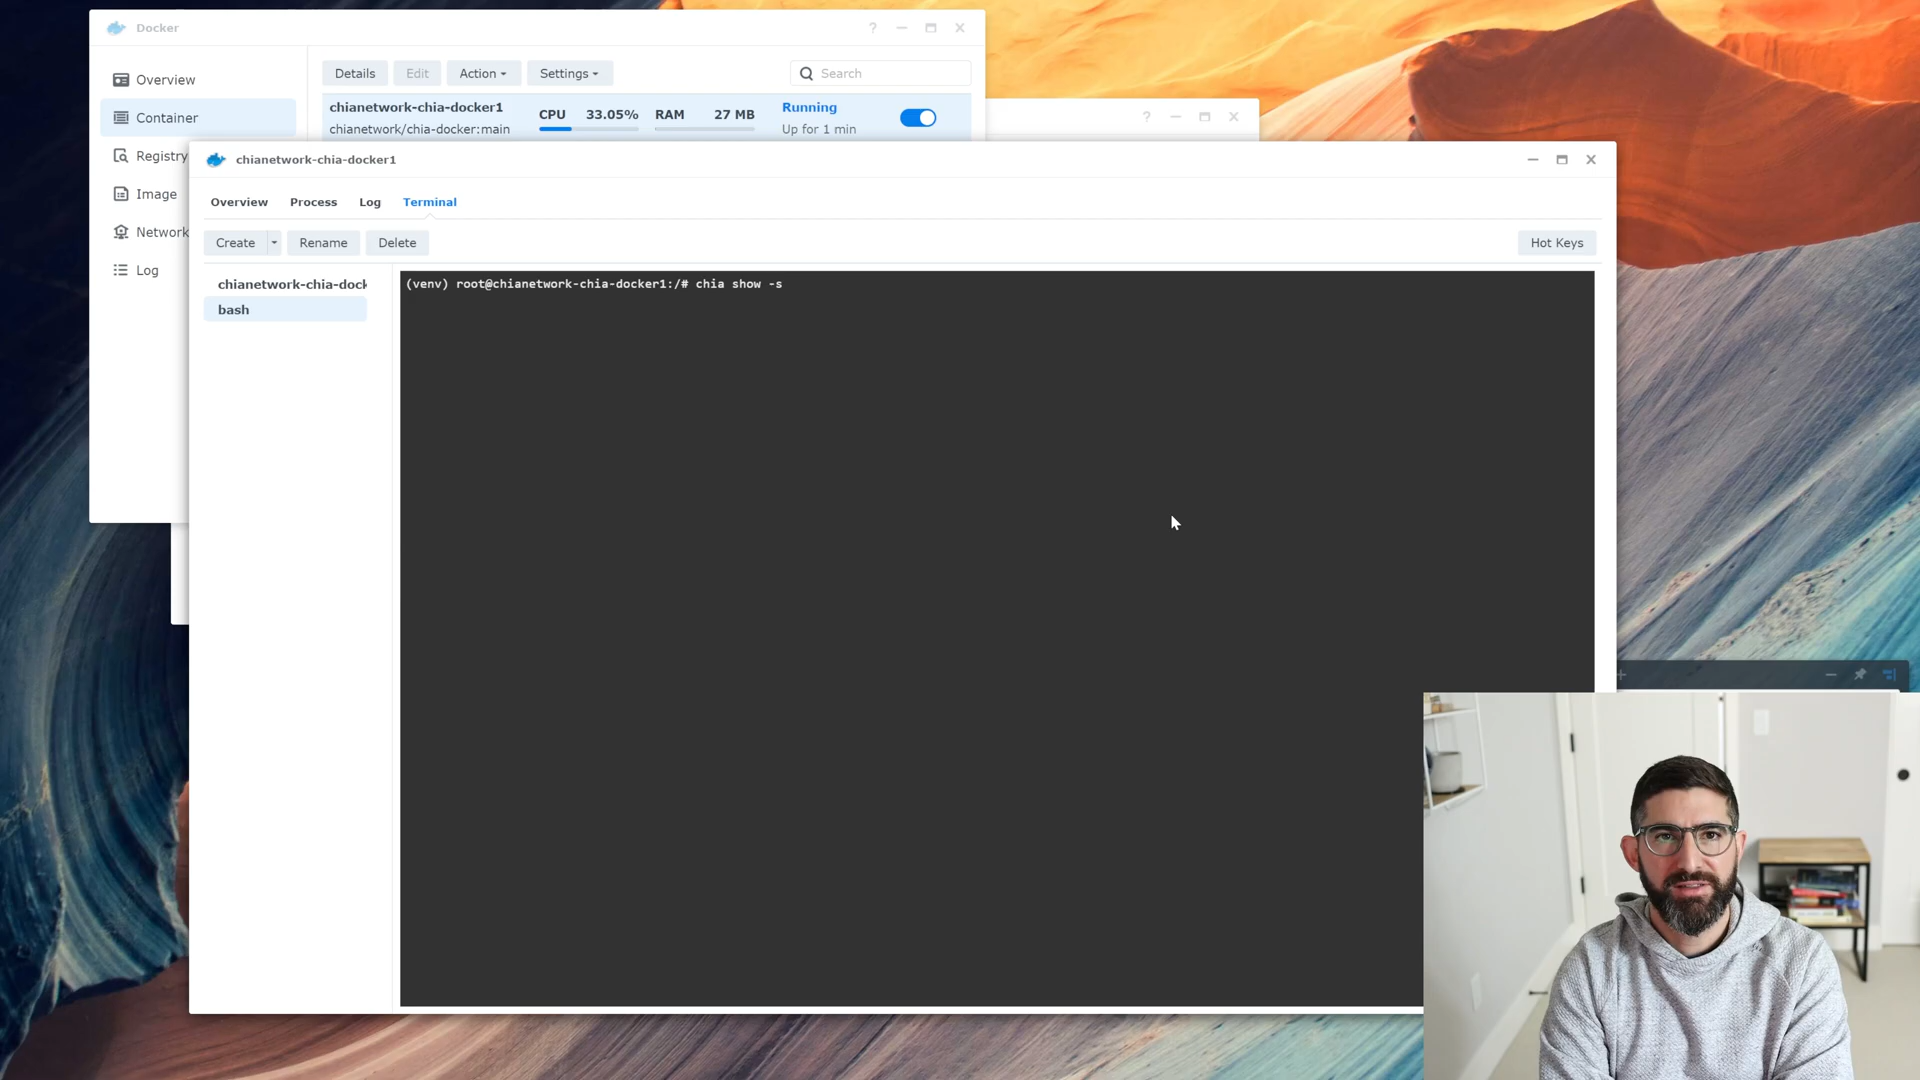 Docker
?
Overview
Container
Registry
Image
Network
Log
Details
Edit
Action
Settings
Search
chianetwork-chia-docker1
chianetwork/chia-docker:main
CPU 33.05%
RAM 27 MB
Running
Up for 1 min
?
chianetwork-chia-docker1
Overview
Process
Log
Terminal
Create
Rename
Delete
Hot Keys
chianetwork-chia-dock
bash
(venv) root@chianetwork-chia-docker1:/# chia show -s